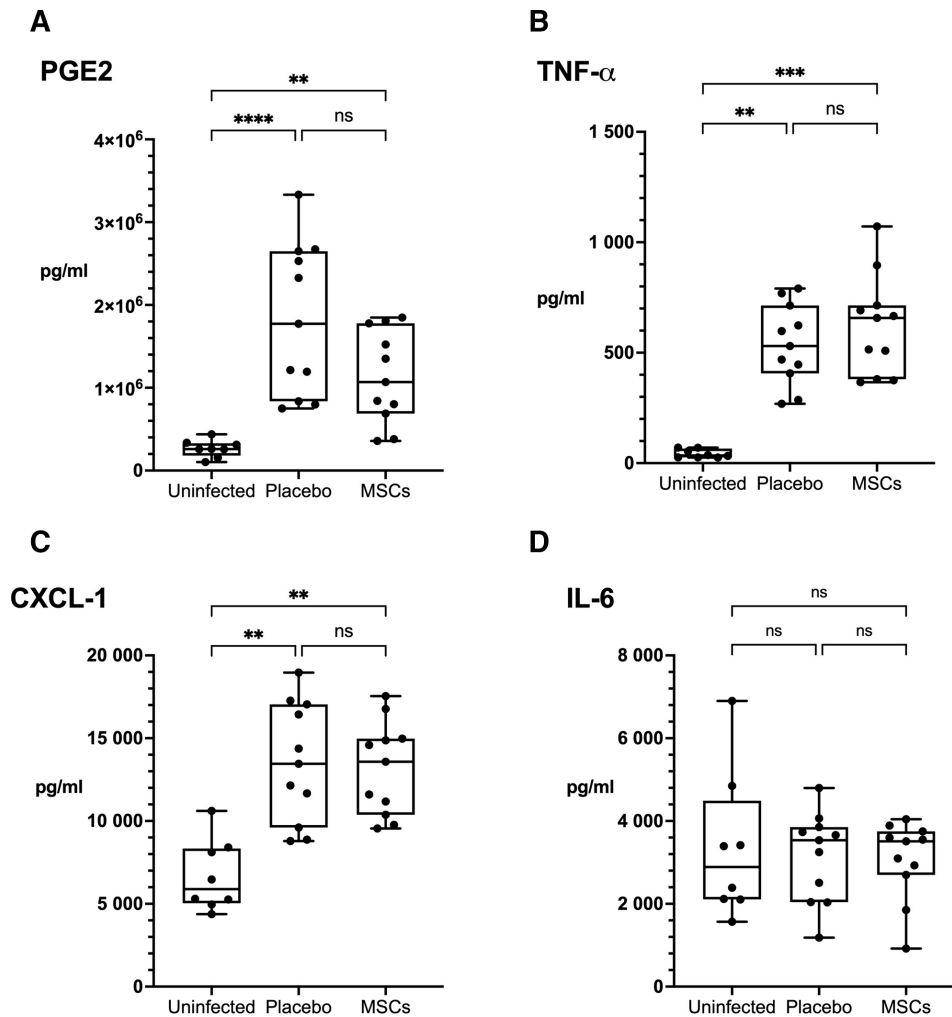 A
PGE2
**
**** ns
4×10⁶
3×10⁶
pg/ml
2×10⁶
1×10⁶
0
Uninfected Placebo MSCs
B
TNF-α
***
** ns
1 500
1 000
pg/ml
500
0
Uninfected Placebo MSCs
C
CXCL-1
**
** ns
20 000
15 000
pg/ml
10 000
5 000
0
Uninfected Placebo MSCs
D
IL-6
ns
ns ns
8 000
6 000
pg/ml
4 000
2 000
0
Uninfected Placebo MSCs